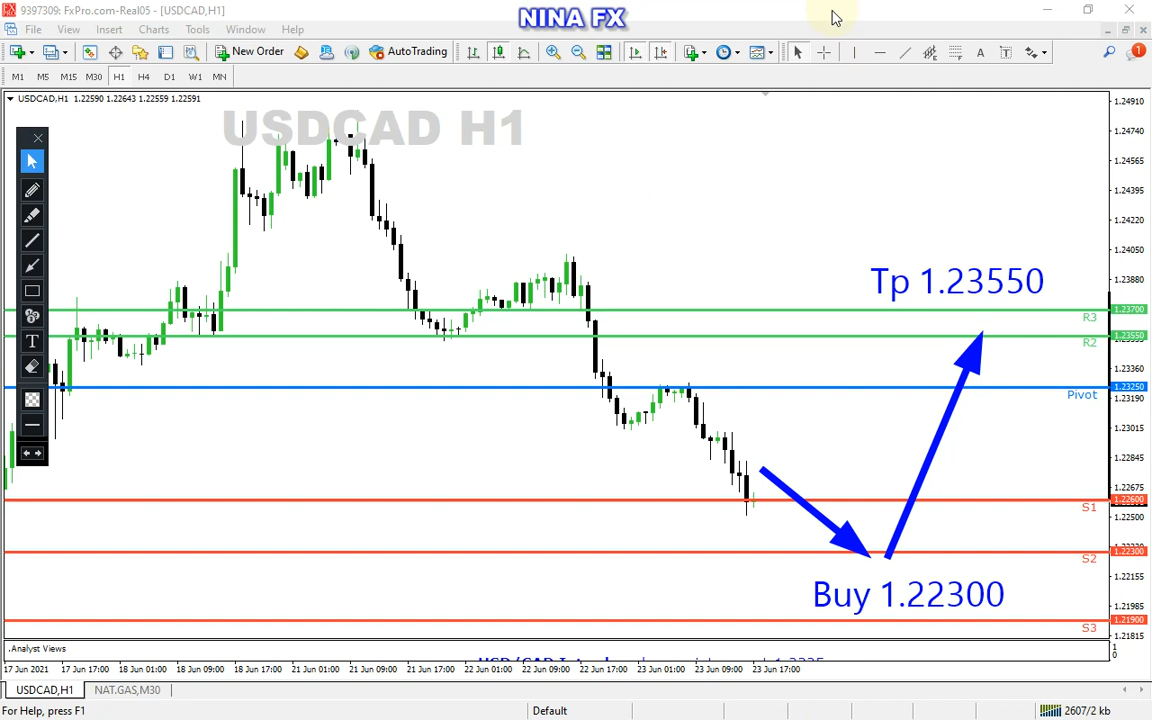 9397309: FxPro.com-Real05 - [USDCAD,H1]
NINA FX
File View Insert Charts Tools Window Help
New Order AutoTrading
1
M1 M5 M15 M30 H1 H4 D1 W1 MN
USDCAD,H1 1.22590 1.22643 1.22559 1.22591
USDCAD H1
1.24910
1.24740
1.24565
1.24395
1.24220
1.24050
1.23880
Tp 1.23550
1.23700
R3
1.23550
R2
1.23360
1.23250
Pivot
1.23190
1.23015
1.22845
1.22675
1.22600
S1
1.22500
1.22300
S2
1.22155
Buy 1.22300
1.21985
1.21900
S3
1.21815
.Analyst Views
1
0
17 Jun 2021 17 Jun 17:00 18 Jun 01:00 18 Jun 09:00 18 Jun 17:00 21 Jun 01:00 21 Jun 09:00 21 Jun 17:00 22 Jun 01:00 22 Jun 09:00 22 Jun 17:00 23 Jun 01:00 23 Jun 09:00 23 Jun 17:00
USDCAD,H1 NAT.GAS,M30
For Help, press F1 Default 2607/2 kb